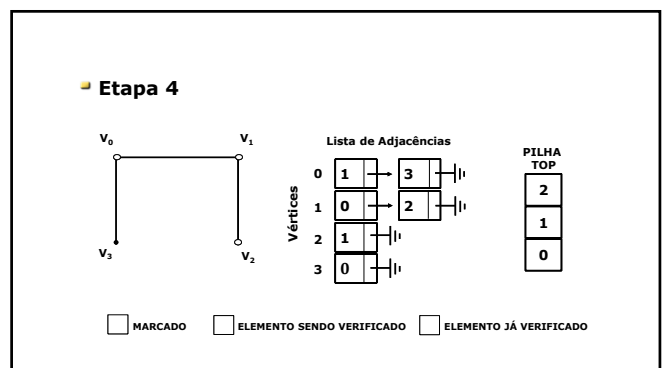 Etapa 4
V0 V1
V3 V2
Lista de Adjacências
Vértices
0 1 3
1 0 2
2 1
3 0
PILHA
TOP
2
1
0
MARCADO ELEMENTO SENDO VERIFICADO ELEMENTO JÁ VERIFICADO